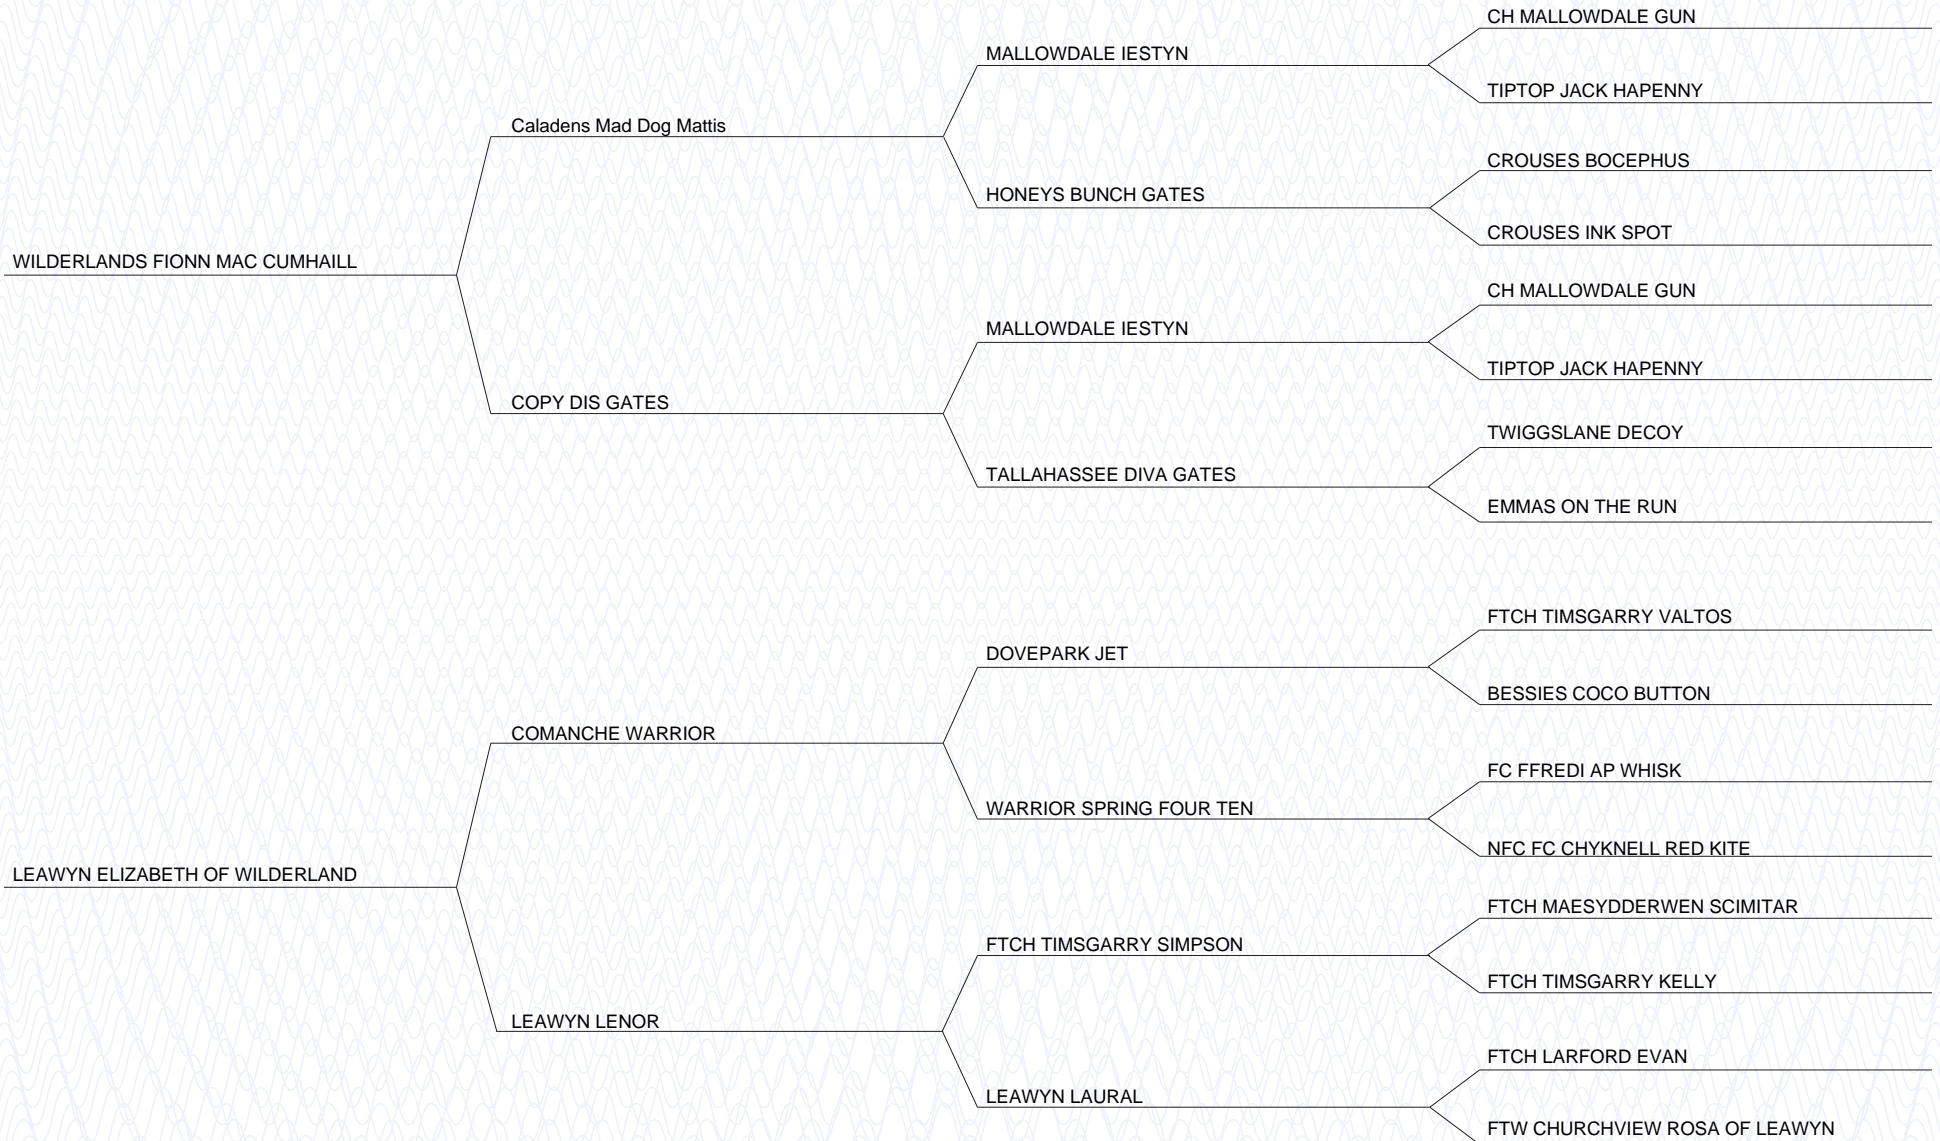 CH MALLOWDALE GUN
MALLOWDALE IESTYN
TIPTOP JACK HAPENNY
Caladens Mad Dog Mattis
CROUSES BOCEPHUS
HONEYS BUNCH GATES
CROUSES INK SPOT
WILDERLANDS FIONN MAC CUMHAILL
CH MALLOWDALE GUN
MALLOWDALE IESTYN
TIPTOP JACK HAPENNY
COPY DIS GATES
TWIGGSLANE DECOY
TALLAHASSEE DIVA GATES
EMMAS ON THE RUN
FTCH TIMSGARRY VALTOS
DOVEPARK JET
BESSIES COCO BUTTON
COMANCHE WARRIOR
FC FFREDI AP WHISK
WARRIOR SPRING FOUR TEN
NFC FC CHYKNELL RED KITE
LEAWYN ELIZABETH OF WILDERLAND
FTCH MAESYDDERWEN SCIMITAR
FTCH TIMSGARRY SIMPSON
FTCH TIMSGARRY KELLY
LEAWYN LENOR
FTCH LARFORD EVAN
LEAWYN LAURAL
FTW CHURCHVIEW ROSA OF LEAWYN